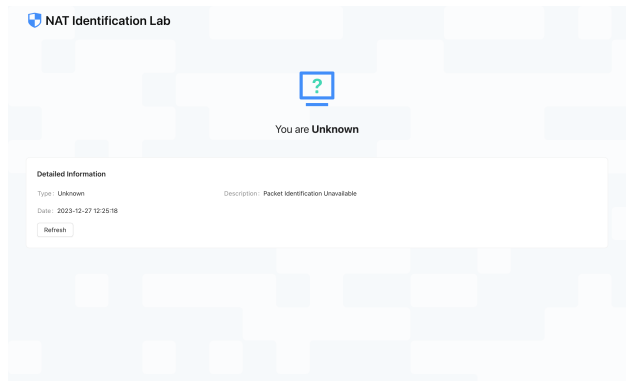 NAT Identification Lab
?
You are Unknown
Detailed Information
Type : Unknown Description : Packet Identification Unavailable
Date : 2023-12-27 12:25:18
Refresh